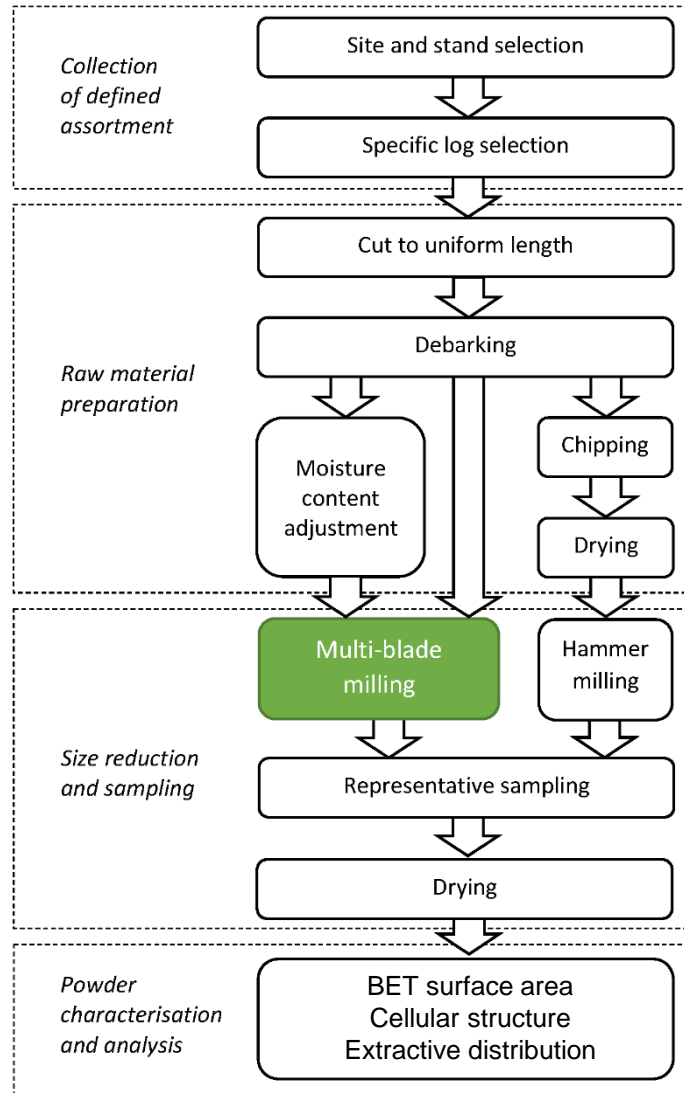 Collection
of defined
assortment
Site and stand selection
Specific log selection
Raw material
preparation
Cut to uniform length
Debarking
Moisture
content
adjustment
Chipping
Drying
Size reduction
and sampling
Multi-blade
milling
Hammer
milling
Representative sampling
Drying
Powder
characterisation
and analysis
BET surface area
Cellular structure
Extractive distribution